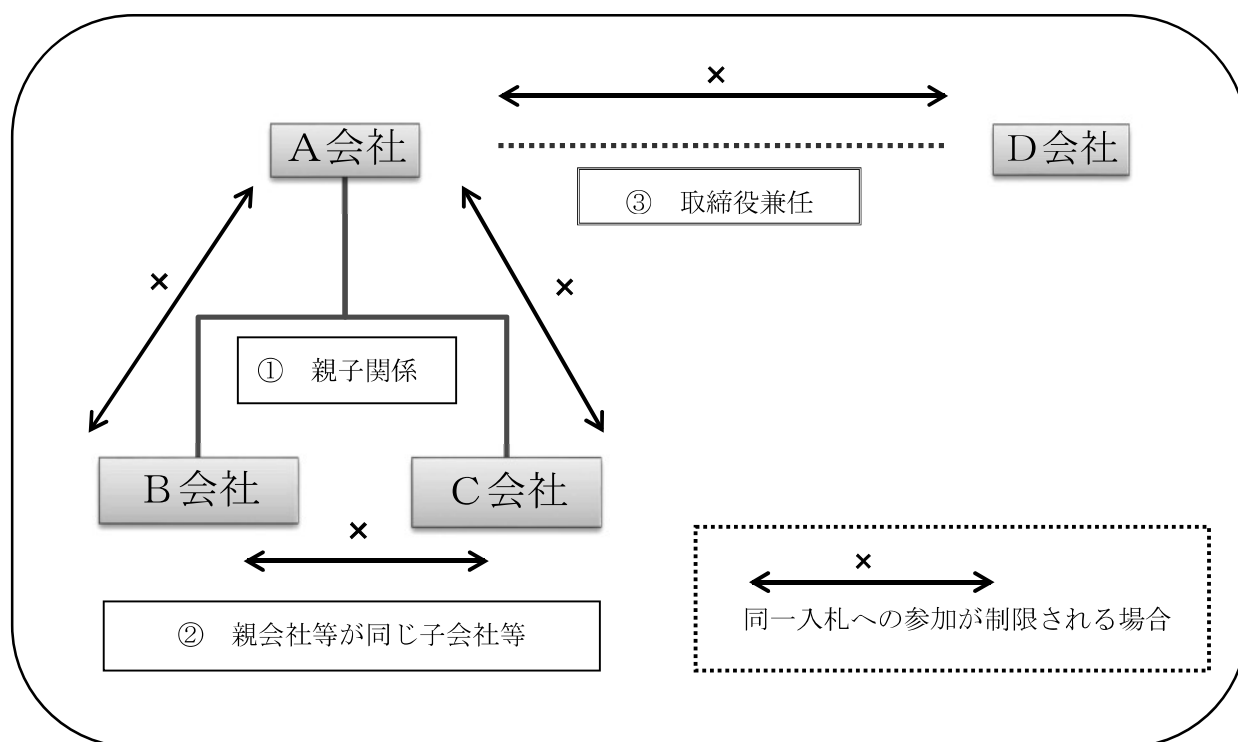 ×
A会社
D会社
③ 取締役兼任
×
×
① 親子関係
B会社
C会社
×
② 親会社等が同じ子会社等
×
同一入札への参加が制限される場合